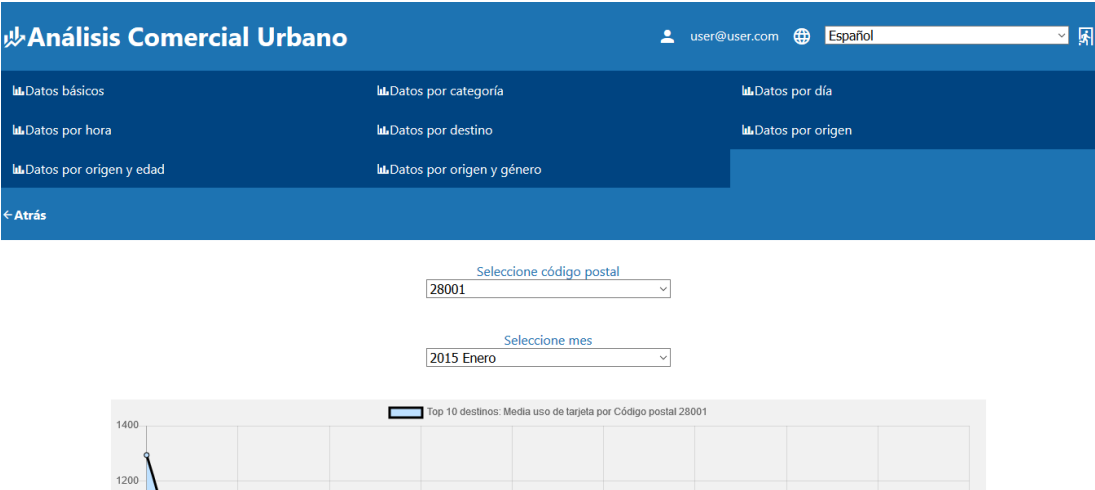 Análisis Comercial Urbano
user@user.com
Español
Datos básicos
Datos por categoría
Datos por día
Datos por hora
Datos por destino
Datos por origen
Datos por origen y edad
Datos por origen y género
Atrás
Seleccione código postal
28001
Seleccione mes
2015 Enero
Top 10 destinos: Media uso de tarjeta por Código postal 28001
1400
1200